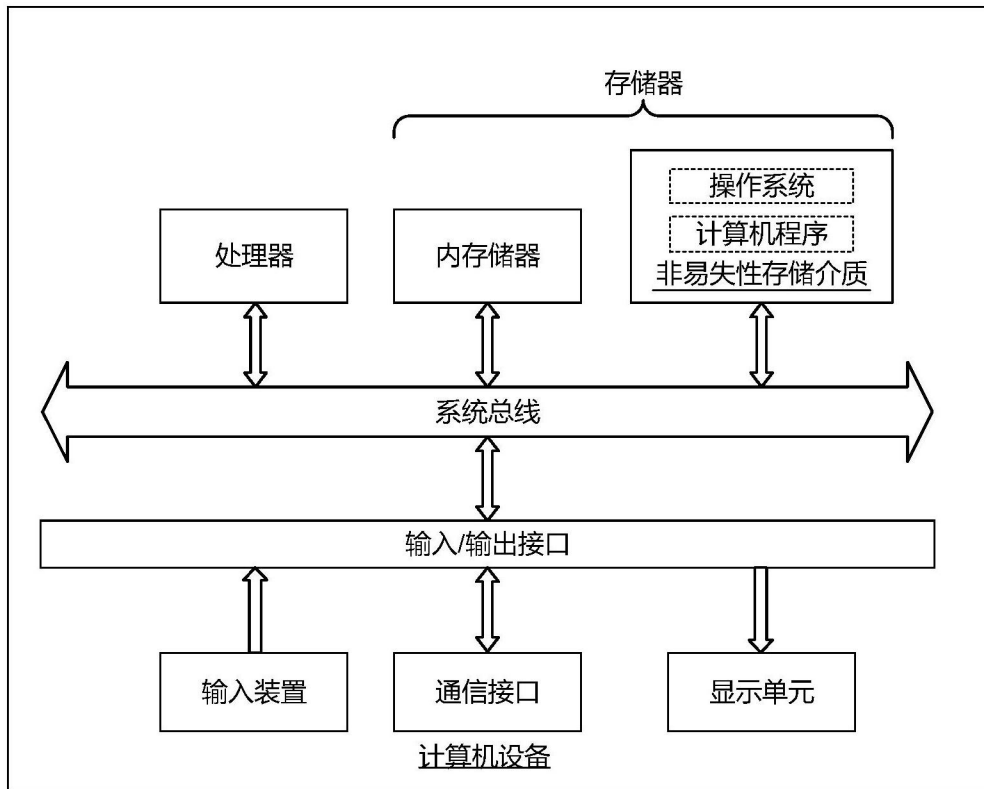 存储器
操作系统
计算机程序
非易失性存储介质
处理器
内存储器
系统总线
输入/输出接口
输入装置
通信接口
显示单元
计算机设备